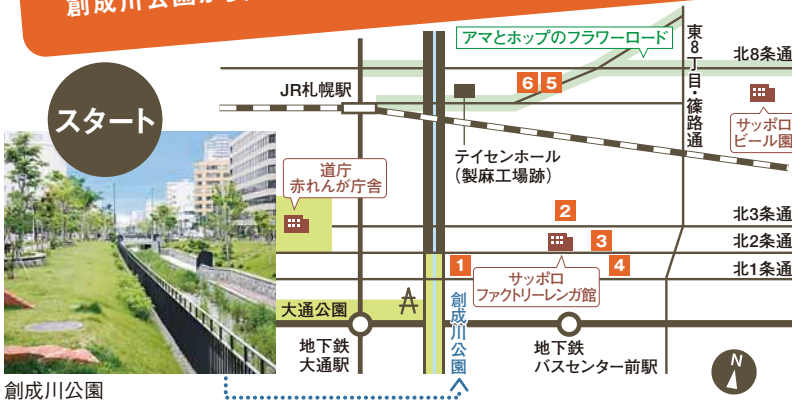 創成川公園から
スタート
アマとホップのフラワーロード
東8丁目・篠路通
北8条通
JR札幌駅
6 5
サッポロ
ビール園
テイセンホール
(製麻工場跡)
道庁
赤れんが庁舎
2
北3条通
3
北2条通
1
4
北1条通
サッポロ
ファクトリーレンガ館
大通公園
創成川公園
地下鉄
大通駅
地下鉄
バスセンター前駅
N
創成川公園